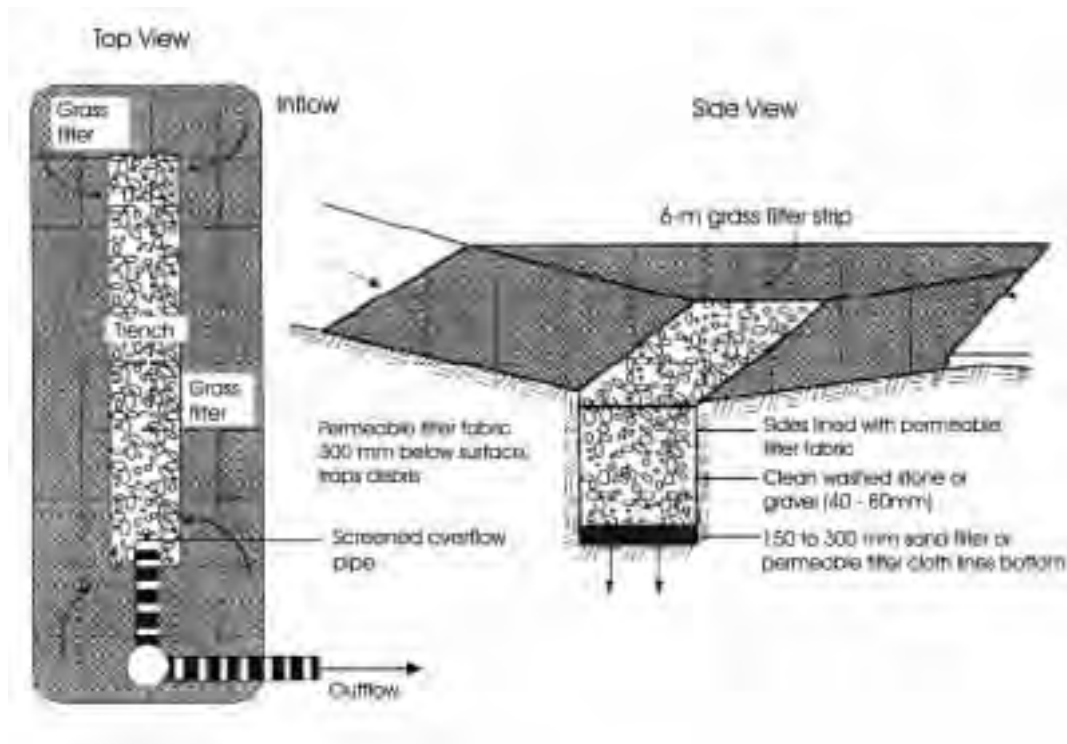 Top View
Grass
filter
Inflow
Side View
6-m grass filter strip
Trench
Grass
filter
Permeable filter fabric
300 mm below surface,
traps debris
Sides lined with permeable
filter fabric
Clean washed stone or
gravel (40 - 60mm)
Screened overflow
pipe
150 to 300 mm sand filter or
permeable filter cloth lines bottom
Outflow